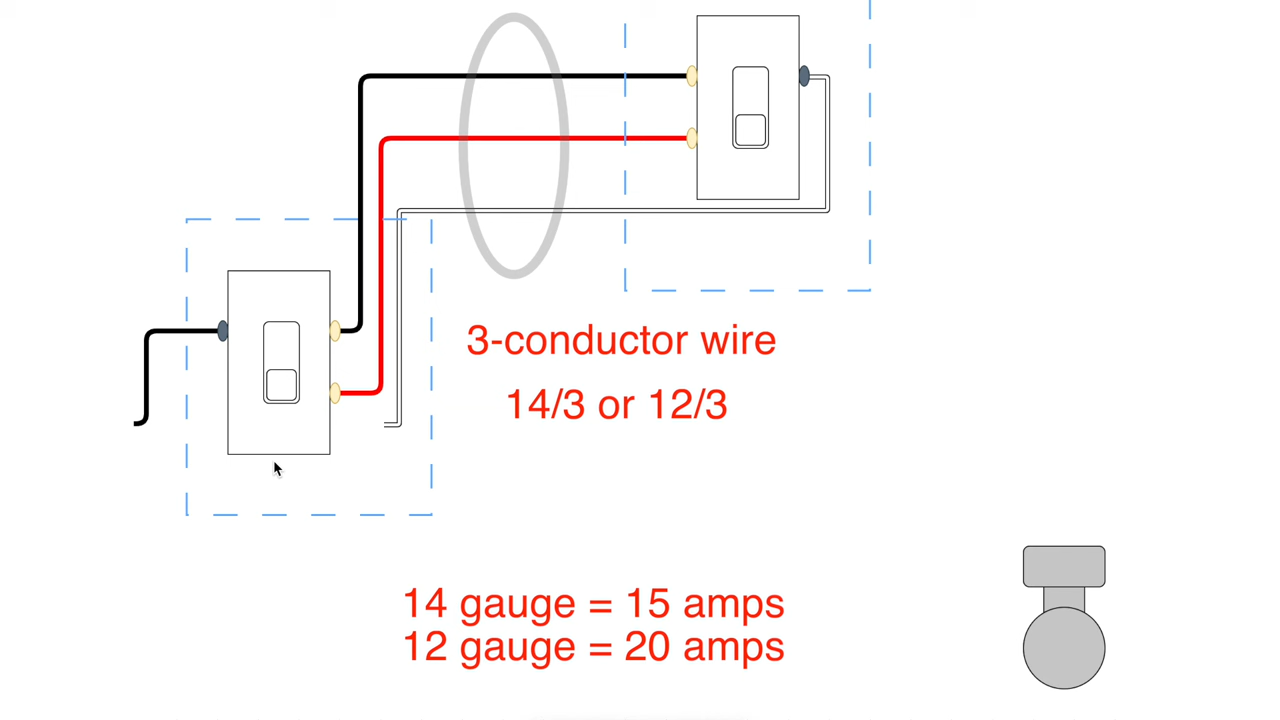 3-conductor wire
14/3 or 12/3
14 gauge = 15 amps
12 gauge = 20 amps